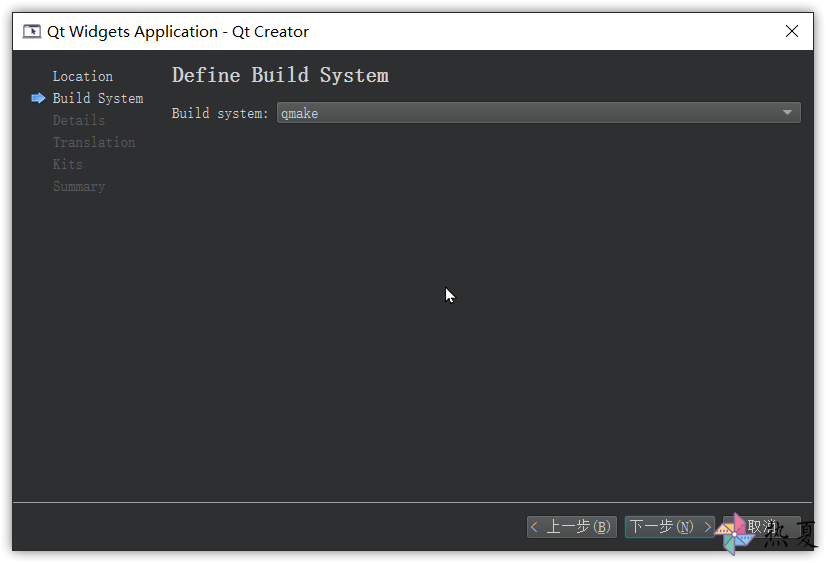 Qt Widgets Application - Qt Creator
Location
Build System
Details
Translation
Kits
Summary
Define Build System
Build system: qmake
< 上一步(B)
下一步(N) >
取消
热夏